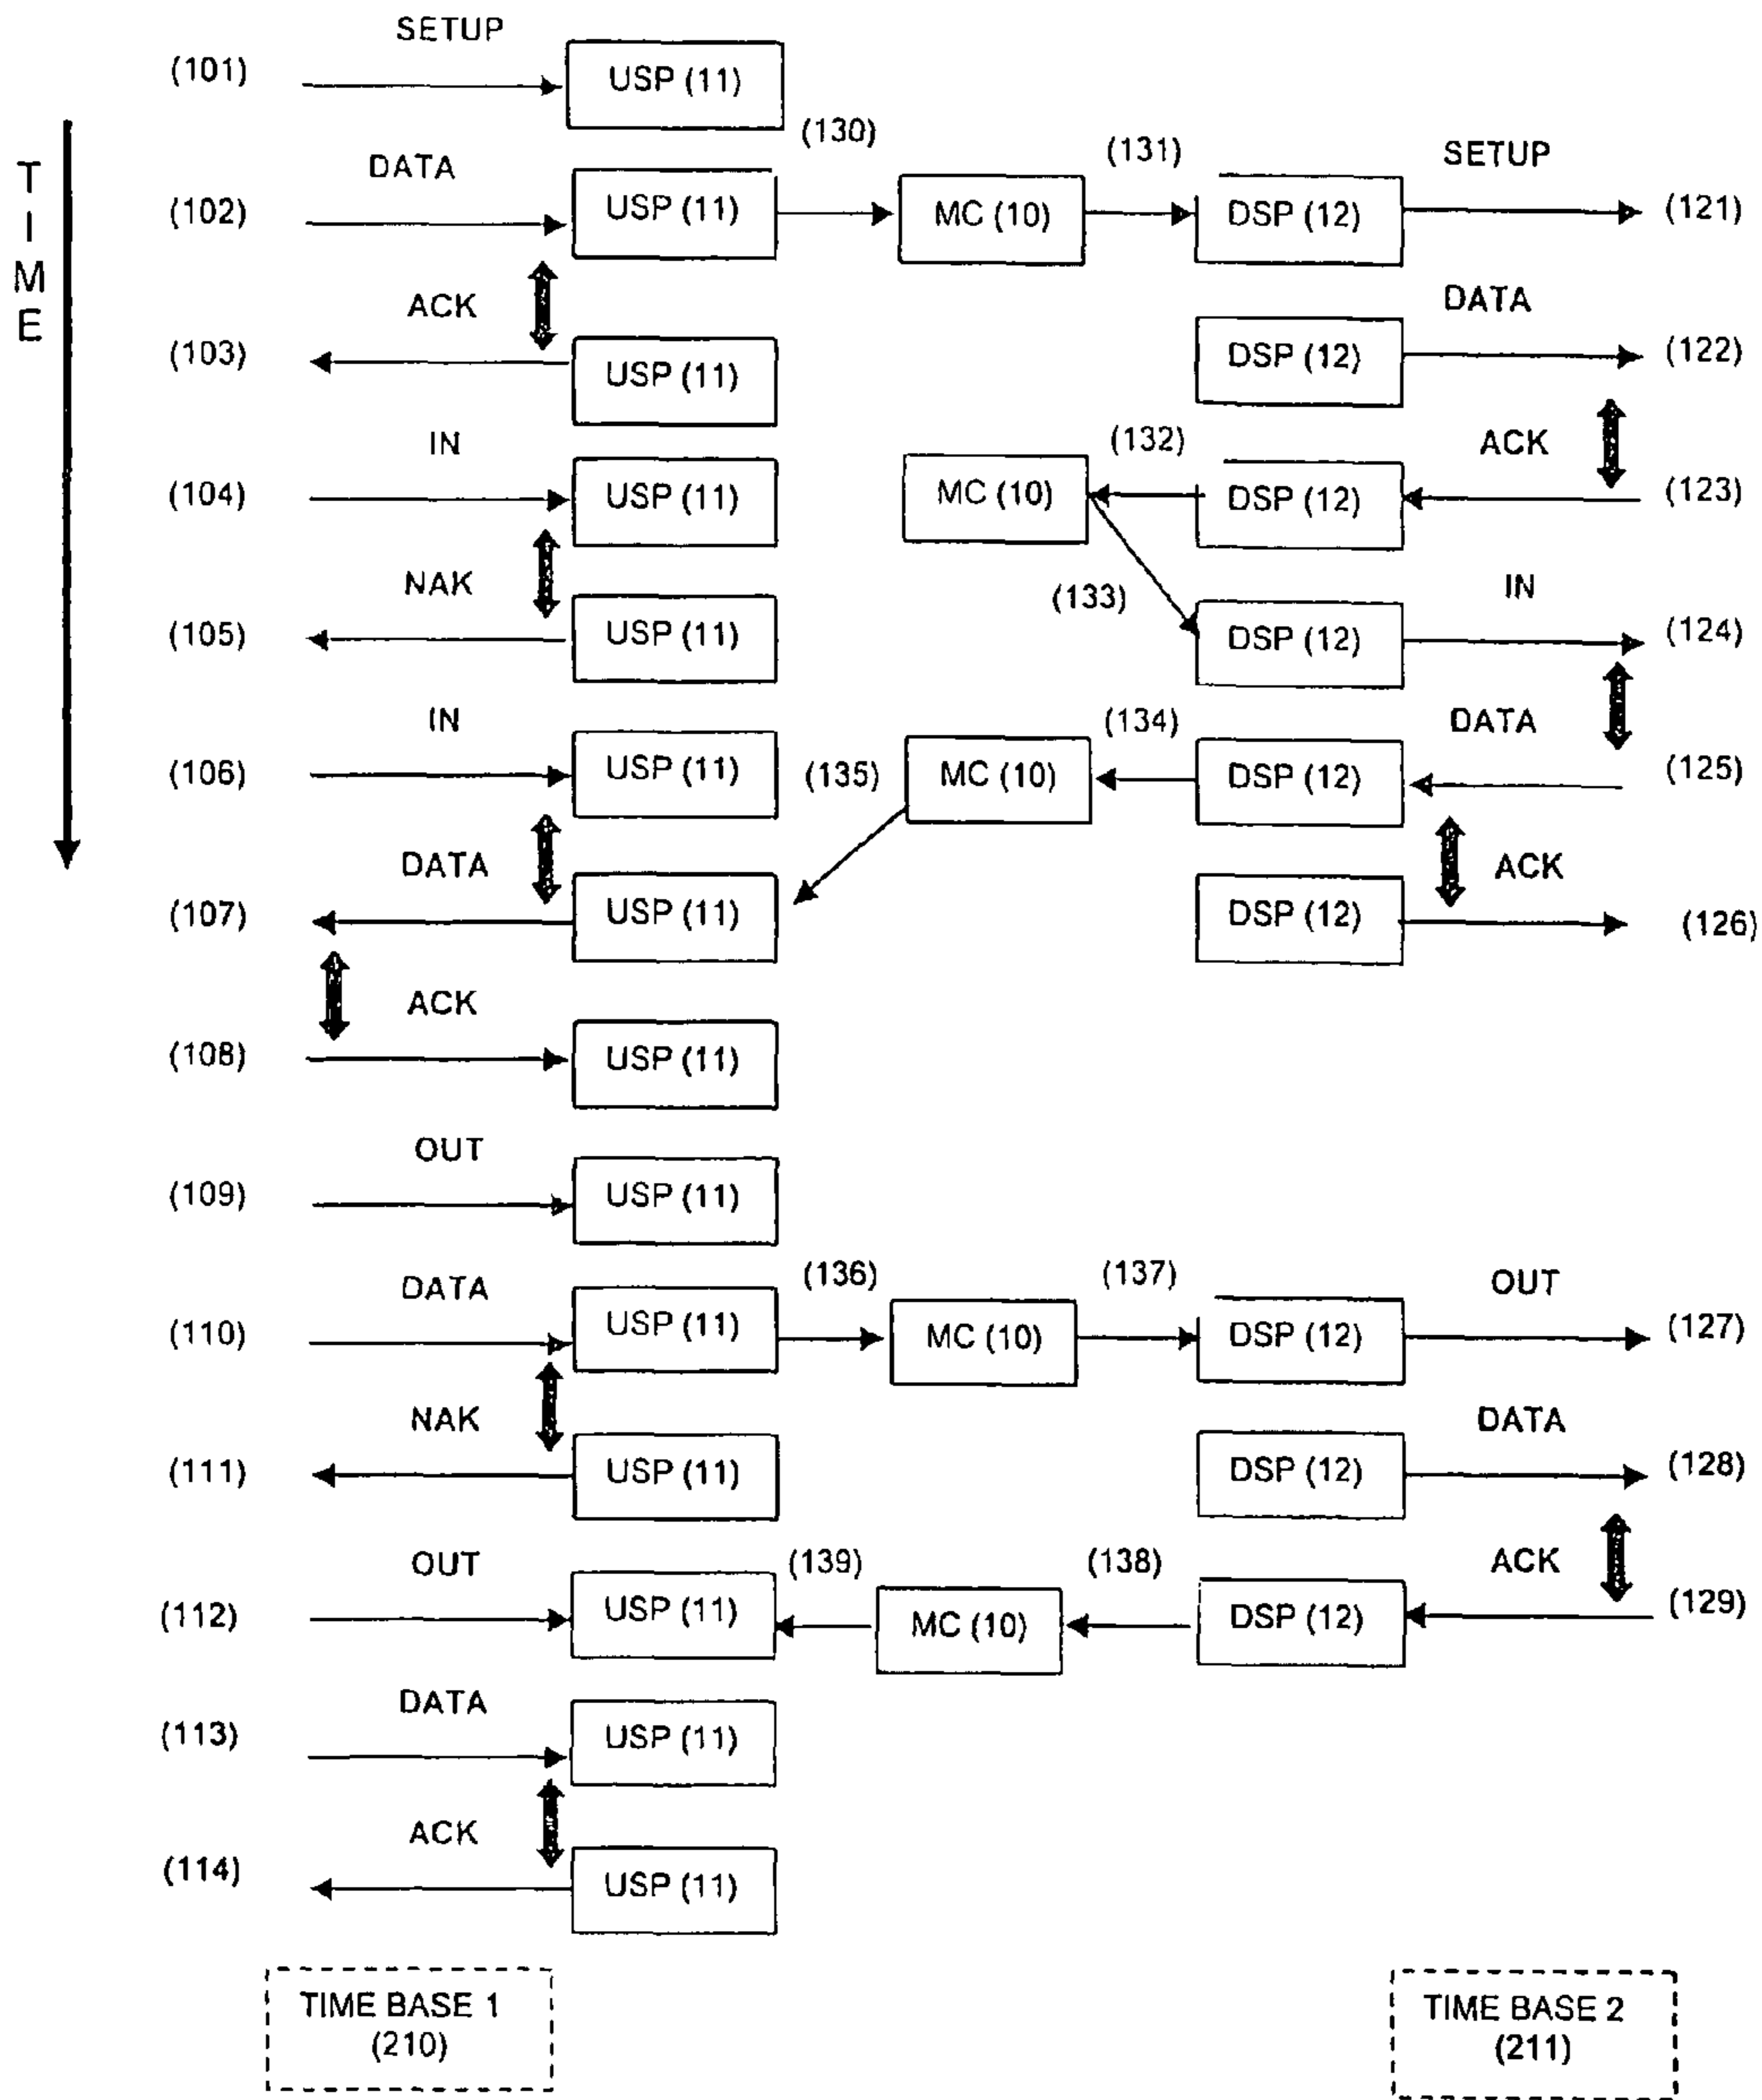 SETUP
(101) USP (11)
(130) (131)
T
I
M
E
DATA SETUP
(102) USP (11) MC (10) DSP (12) (121)
ACK DATA
(103) USP (11) DSP (12) (122)
IN (132) ACK
(104) USP (11) MC (10) DSP (12) (123)
NAK (133) IN
(105) USP (11) DSP (12) (124)
IN (134) DATA
(106) USP (11) (135) MC (10) DSP (12) (125)
DATA ACK
(107) USP (11) DSP (12) (126)
ACK
(108) USP (11)
OUT
(109) USP (11)
DATA (136) (137) OUT
(110) USP (11) MC (10) DSP (12) (127)
NAK DATA
(111) USP (11) DSP (12) (128)
OUT (139) (138) ACK
(112) USP (11) MC (10) DSP (12) (129)
DATA
(113) USP (11)
ACK
(114) USP (11)
TIME BASE 1
(210)
TIME BASE 2
(211)